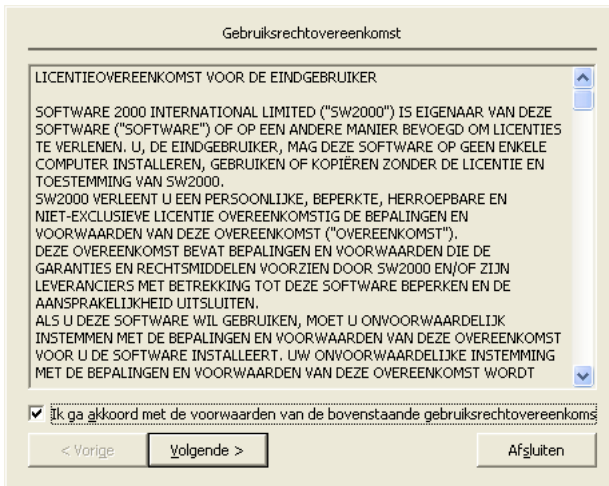 Gebruiksrechtovereenkomst
LICENTIEOVEREENKOMST VOOR DE EINDGEBRUIKER
SOFTWARE 2000 INTERNATIONAL LIMITED ("SW2000") IS EIGENAAR VAN DEZE
SOFTWARE ("SOFTWARE") OF OP EEN ANDERE MANIER BEVOEGD OM LICENTIES
TE VERLENEN. U, DE EINDGEBRUIKER, MAG DEZE SOFTWARE OP GEEN ENKELE
COMPUTER INSTALLEREN, GEBRUIKEN OF KOPIËREN ZONDER DE LICENTIE EN
TOESTEMMING VAN SW2000.
SW2000 VERLEENT U EEN PERSOONLIJKE, BEPERKTE, HERROEPBARE EN
NIET-EXCLUSIEVE LICENTIE OVEREENKOMSTIG DE BEPALINGEN EN
VOORWAARDEN VAN DEZE OVEREENKOMST ("OVEREENKOMST").
DEZE OVEREENKOMST BEVAT BEPALINGEN EN VOORWAARDEN DIE DE
GARANTIES EN RECHTSMIDDELEN VOORZIEN DOOR SW2000 EN/OF ZIJN
LEVERANCIERS MET BETREKKING TOT DEZE SOFTWARE BEPERKEN EN DE
AANSPRAKELIJKHEID UITSLUITEN.
ALS U DEZE SOFTWARE WIL GEBRUIKEN, MOET U ONVOORWAARDELIJK
INSTEMMEN MET DE BEPALINGEN EN VOORWAARDEN VAN DEZE OVEREENKOMST
VOOR U DE SOFTWARE INSTALLEERT. UW ONVOORWAARDELIJKE INSTEMMING
MET DE BEPALINGEN EN VOORWAARDEN VAN DEZE OVEREENKOMST WORDT
Ik ga akkoord met de voorwaarden van de bovenstaande gebruiksrechtovereenkoms
< Vorige Volgende > Afsluiten